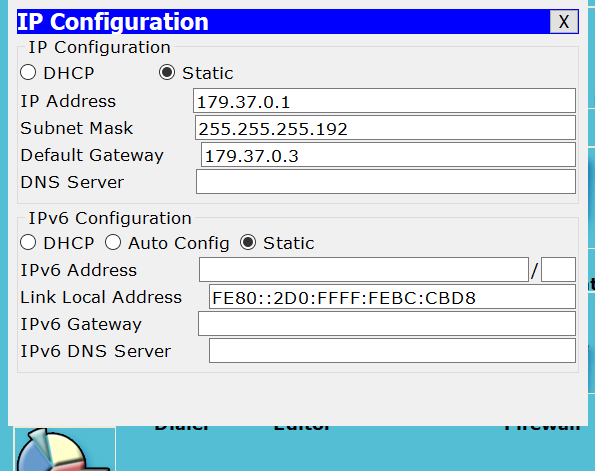 IP Configuration X
IP Configuration
DHCP Static
IP Address 179.37.0.1
Subnet Mask 255.255.255.192
Default Gateway 179.37.0.3
DNS Server
IPv6 Configuration
DHCP Auto Config Static
IPv6 Address /
Link Local Address FE80::2D0:FFFF:FEBC:CBD8
IPv6 Gateway
IPv6 DNS Server
Dialer Editor Firewall